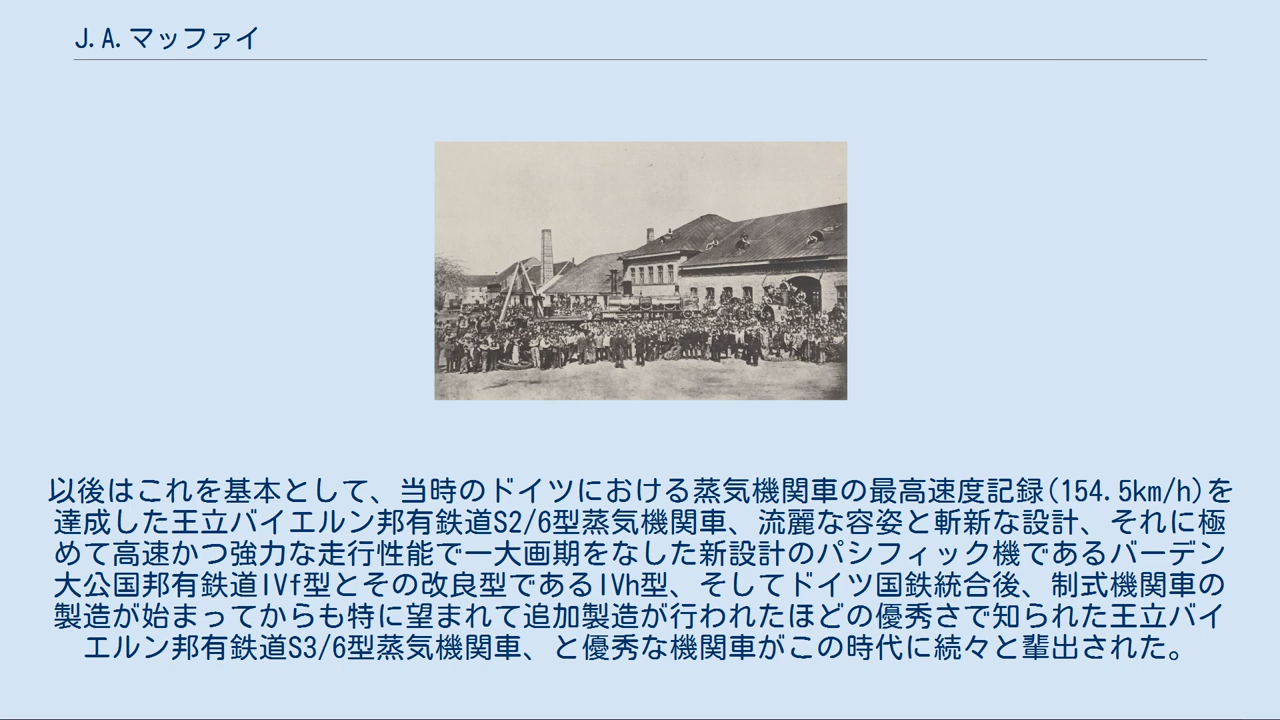 J.A.マッファイ
以後はこれを基本として、当時のドイツにおける蒸気機関車の最高速度記録(154.5km/h)を
達成した王立バイエルン邦有鉄道S2/6型蒸気機関車、流麗な容姿と斬新な設計、それに極
めて高速かつ強力な走行性能で一大画期をなした新設計のパシフィック機であるバーデン
大公国邦有鉄道IVf型とその改良型であるIVh型、そしてドイツ国鉄統合後、制式機関車の
製造が始まってからも特に望まれて追加製造が行われたほどの優秀さで知られた王立バイ
エルン邦有鉄道S3/6型蒸気機関車、と優秀な機関車がこの時代に続々と輩出された。